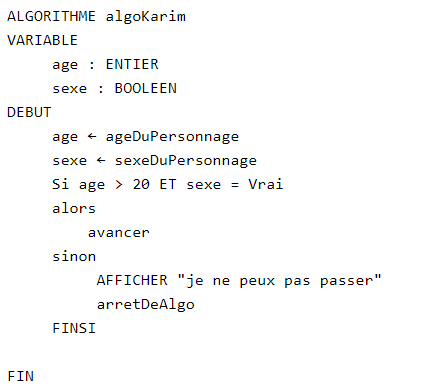 ALGORITHME algoKarim
VARIABLE
age : ENTIER
sexe : BOOLEEN
DEBUT
age ← ageDuPersonnage
sexe ← sexeDuPersonnage
Si age > 20 ET sexe = Vrai
alors
avancer
sinon
AFFICHER "je ne peux pas passer"
arretDeAlgo
FINSI
FIN